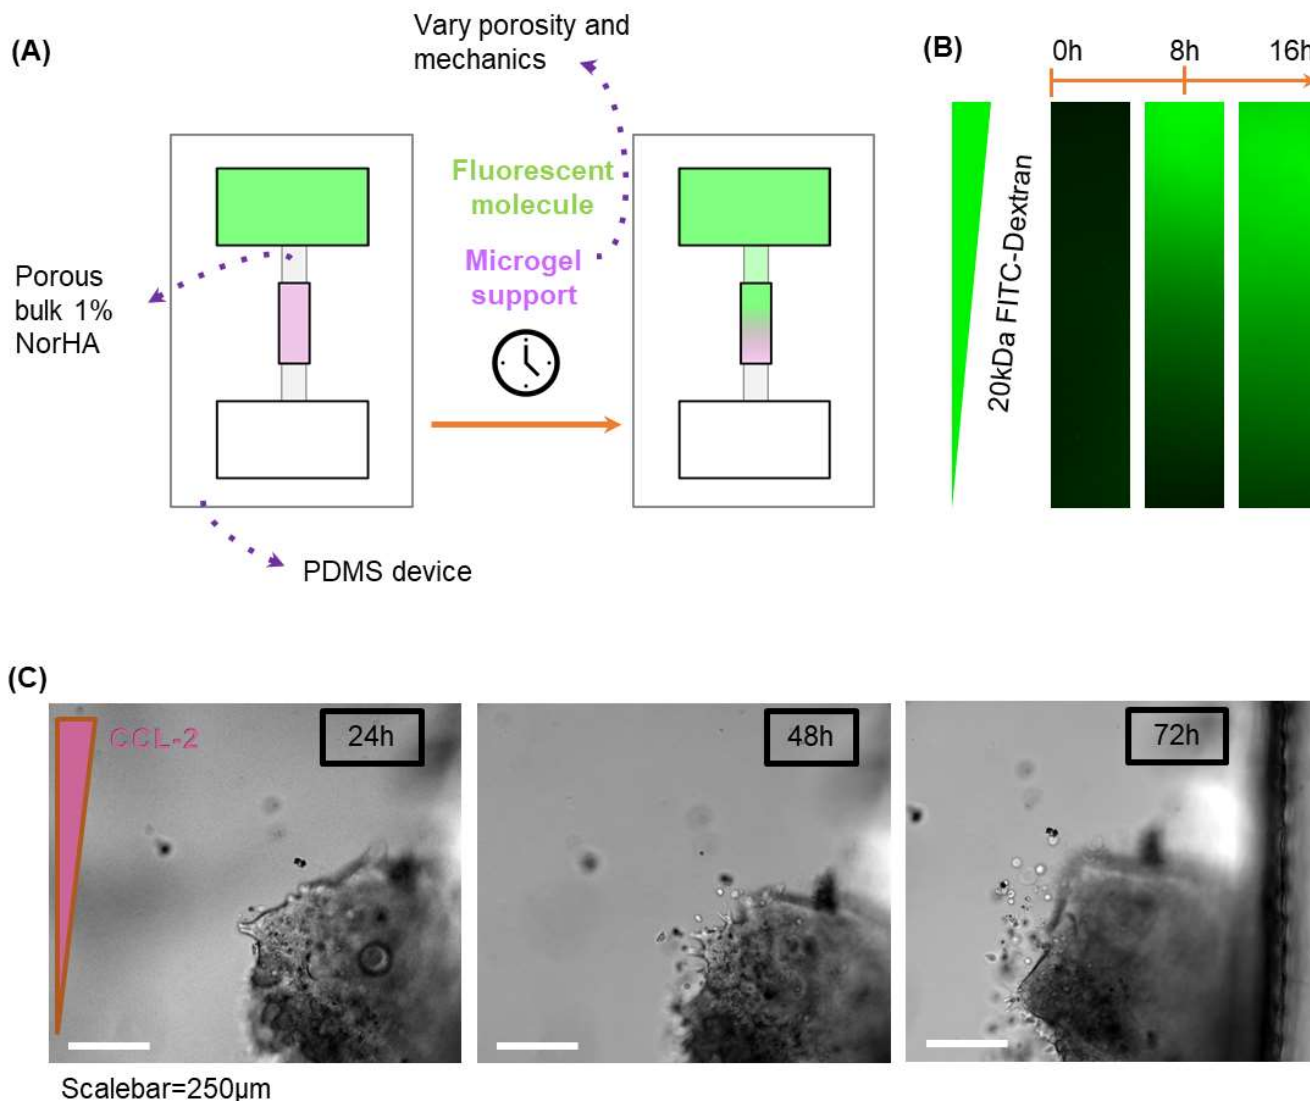 (A)
Vary porosity and
mechanics
Fluorescent
molecule
Microgel
support
Porous
bulk 1%
NorHA
PDMS device
(B)
0h
8h
16h
20kDa FITC-Dextran
(C)
CCL-2
24h
48h
72h
Scalebar=250µm